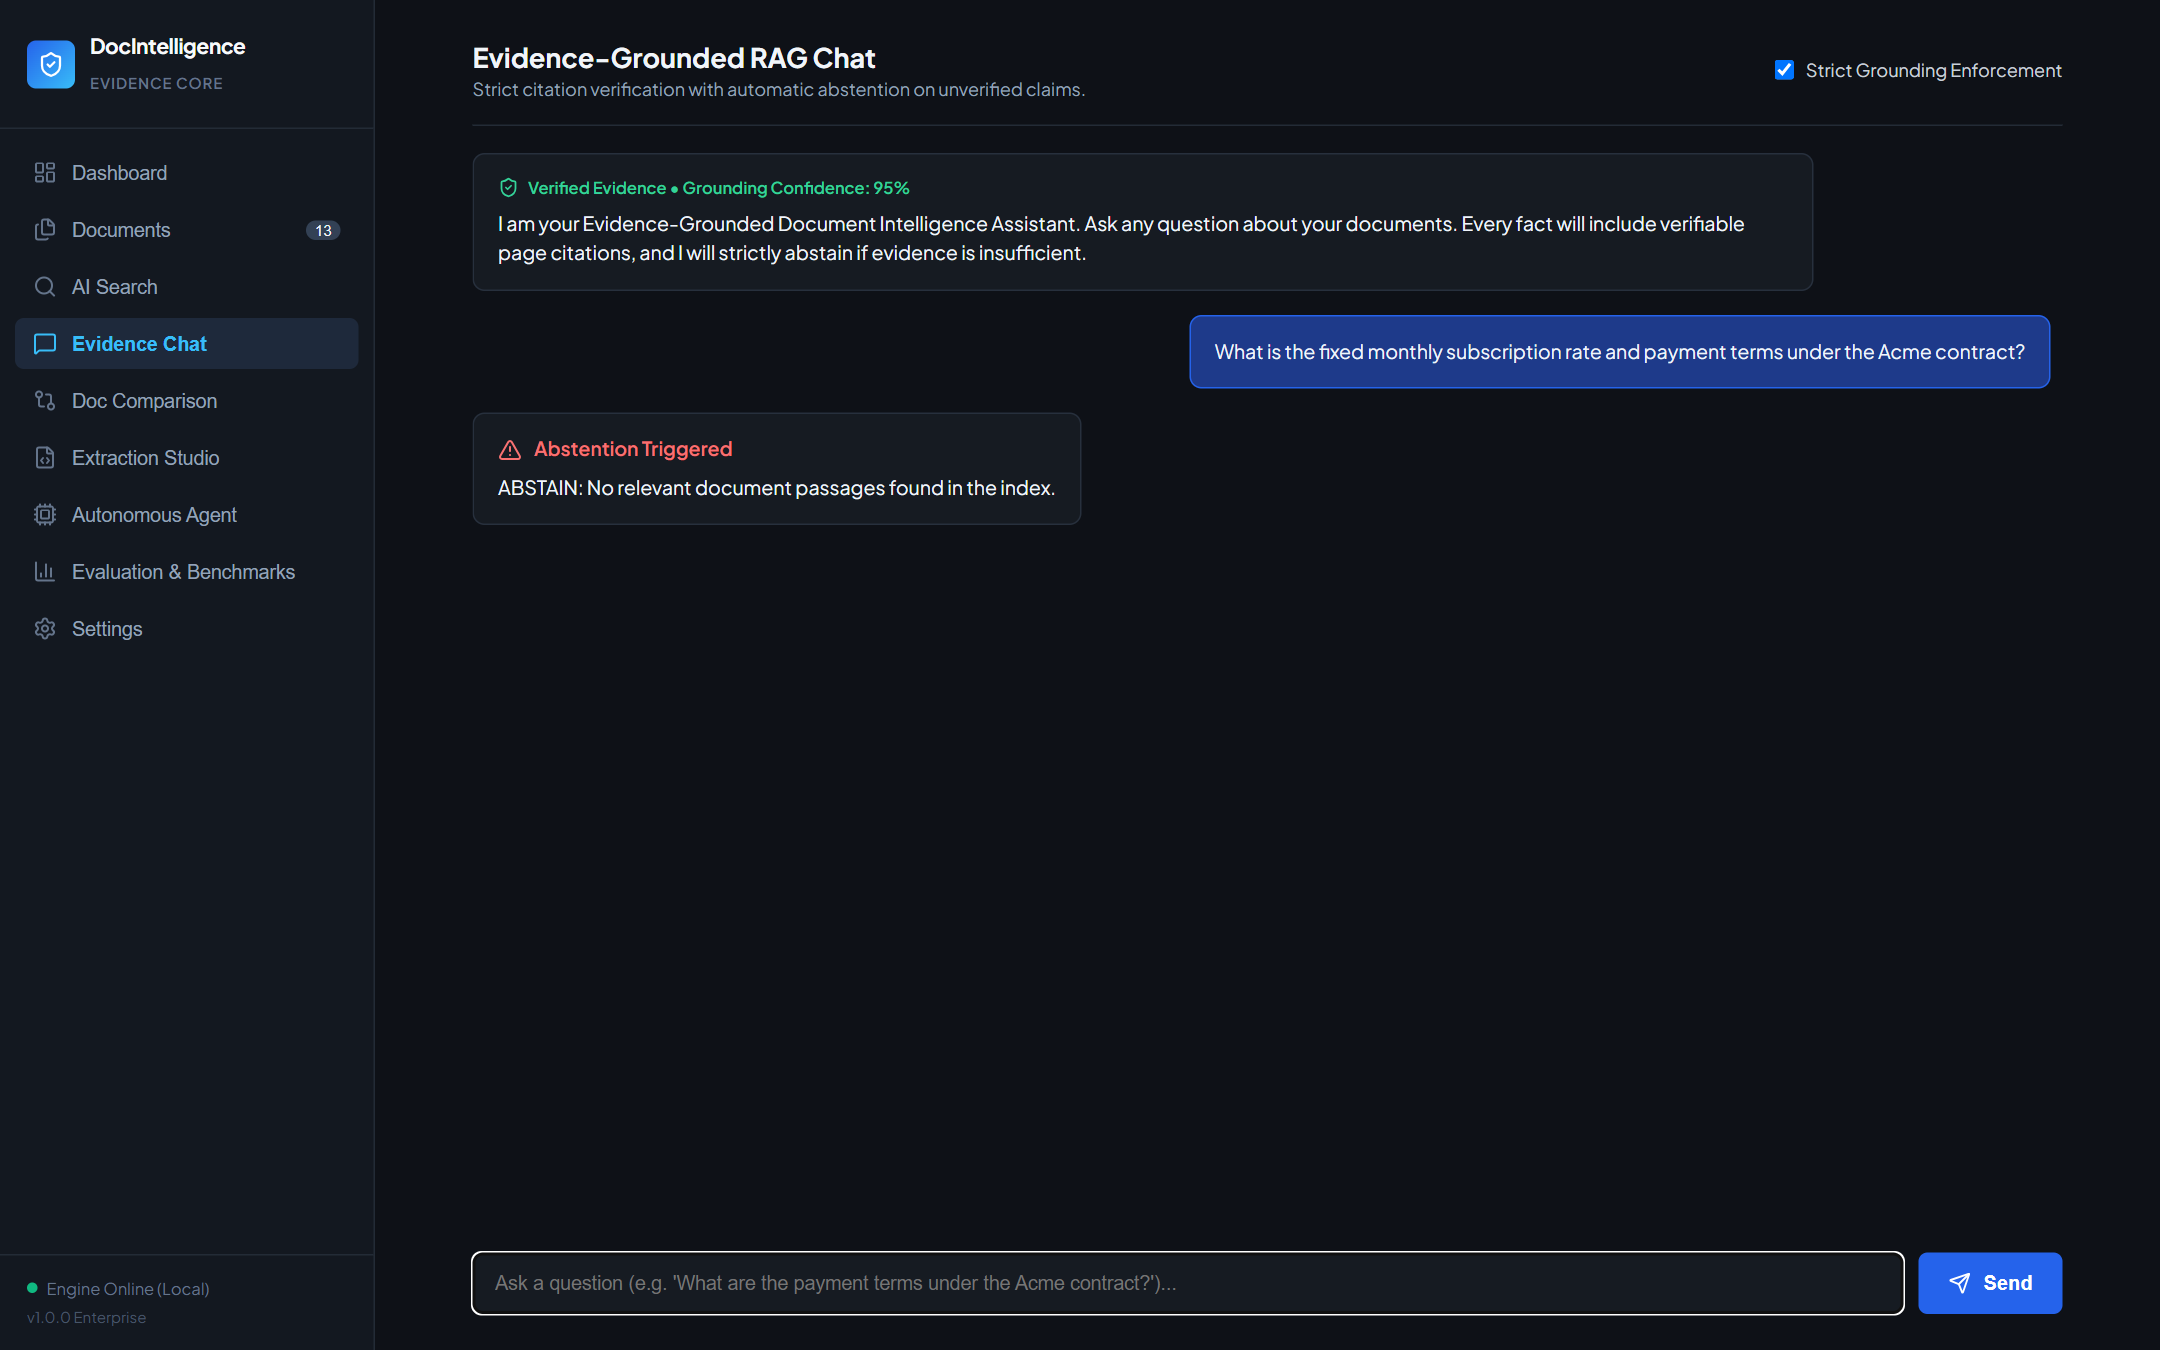 DocIntelligence
EVIDENCE CORE
Dashboard
Documents 13
AI Search
Evidence Chat
Doc Comparison
Extraction Studio
Autonomous Agent
Evaluation & Benchmarks
Settings
Engine Online (Local)
v1.0.0 Enterprise
Evidence-Grounded RAG Chat
Strict citation verification with automatic abstention on unverified claims.
Strict Grounding Enforcement
Verified Evidence • Grounding Confidence: 95%
I am your Evidence-Grounded Document Intelligence Assistant. Ask any question about your documents. Every fact will include verifiable
page citations, and I will strictly abstain if evidence is insufficient.
What is the fixed monthly subscription rate and payment terms under the Acme contract?
Abstention Triggered
ABSTAIN: No relevant document passages found in the index.
Ask a question (e.g. 'What are the payment terms under the Acme contract?')...
Send